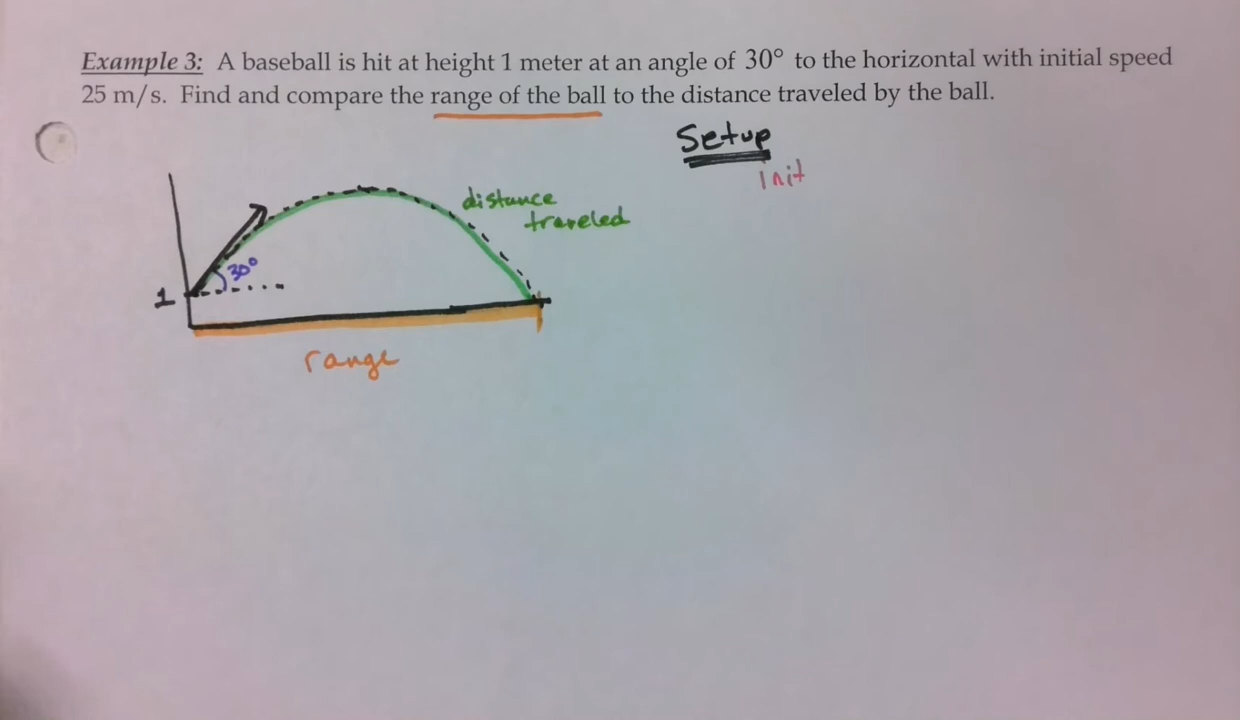 Example 3: A baseball is hit at height 1 meter at an angle of 30° to the horizontal with initial speed
25 m/s. Find and compare the range of the ball to the distance traveled by the ball.
Setup
init
distance
traveled
30°
1
range